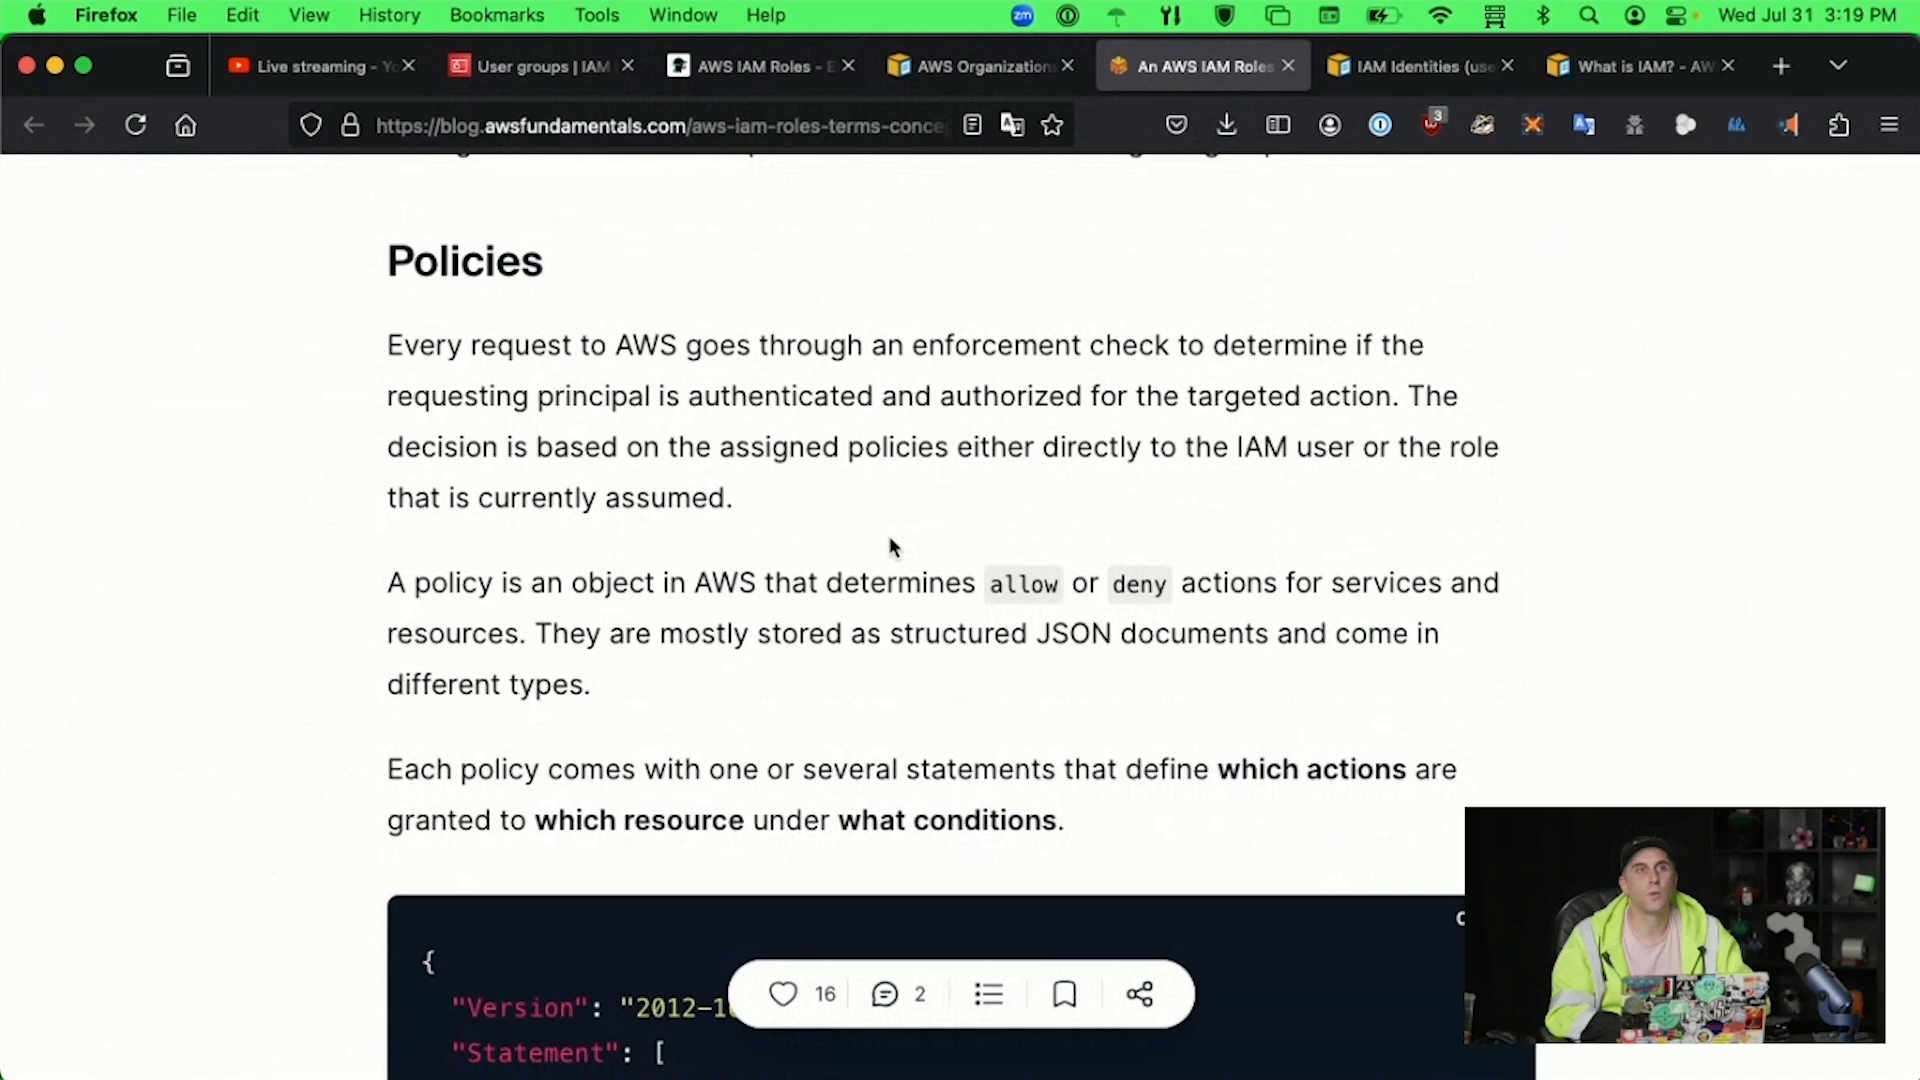 Firefox File Edit View History Bookmarks Tools Window Help zm Wed Jul 31 3:19 PM
Live streaming - Yo User groups | IAM AWS IAM Roles - E AWS Organization An AWS IAM Roles IAM Identities (use What is IAM? - AW
https://blog.awsfundamentals.com/aws-iam-roles-terms-conce 3 hls
Policies
Every request to AWS goes through an enforcement check to determine if the
requesting principal is authenticated and authorized for the targeted action. The
decision is based on the assigned policies either directly to the IAM user or the role
that is currently assumed.
A policy is an object in AWS that determines allow or deny actions for services and
resources. They are mostly stored as structured JSON documents and come in
different types.
Each policy comes with one or several statements that define which actions are
granted to which resource under what conditions.
{
"Version": "2012-1
"Statement": [
16 2